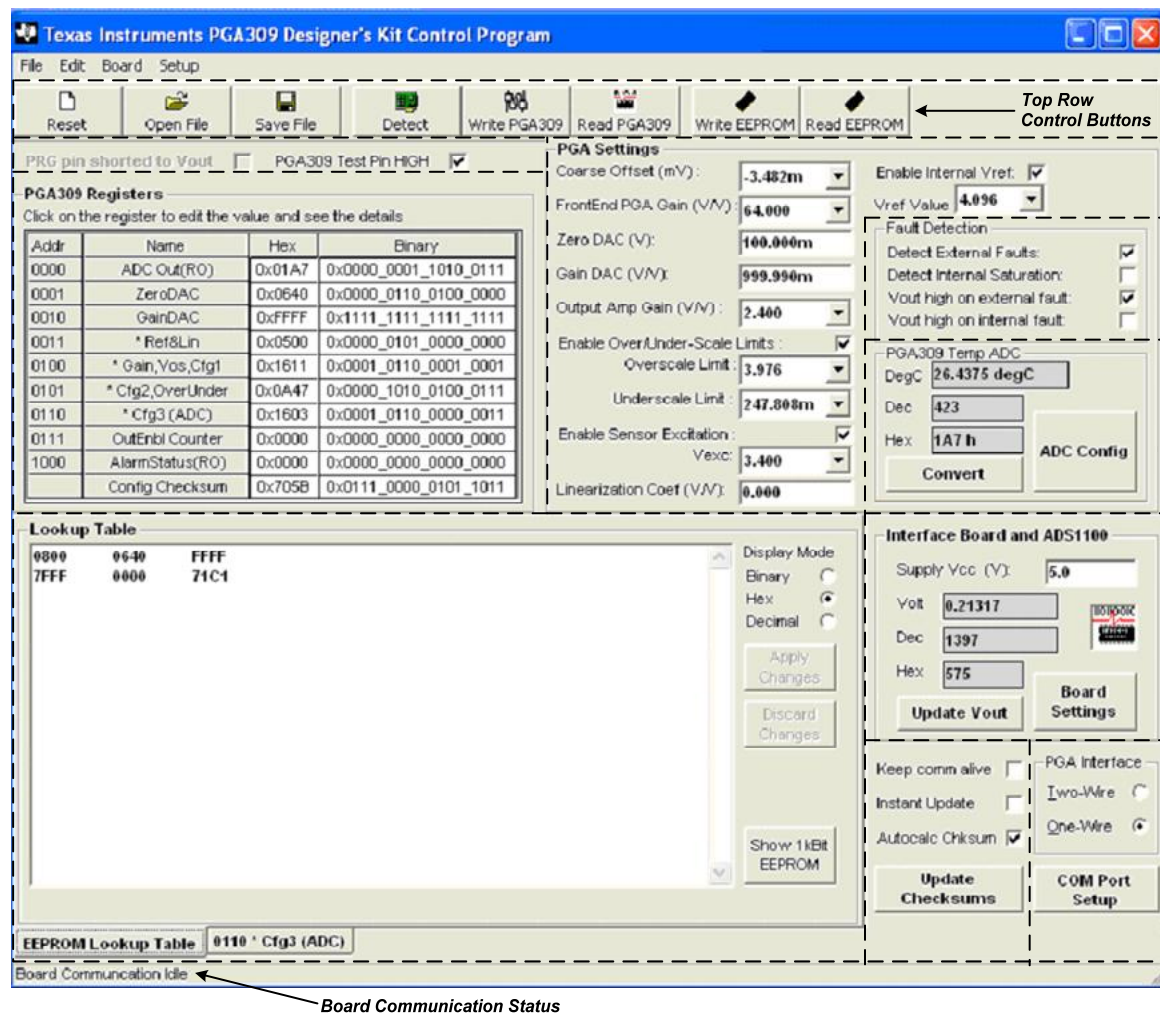 Texas Instruments PGA309 Designer's Kit Control Program
File Edit Board Setup
Reset Open File Save File Detect Write PGA309 Read PGA309 Write EEPROM Read EEPROM
Top Row
Control Buttons
PRG pin shorted to Vout PGA309 Test Pin HIGH
PGA309 Registers
Click on the register to edit the value and see the details
Addr Name Hex Binary
0000 ADC Out(RO) 0x01A7 0x0000_0001_1010_0111
0001 ZeroDAC 0x0640 0x0000_0110_0100_0000
0010 GainDAC 0xFFFF 0x1111_1111_1111_1111
0011 * Ref&Lin 0x0500 0x0000_0101_0000_0000
0100 * Gain,Vos,Cfg1 0x1611 0x0001_0110_0001_0001
0101 * Cfg2,OverUnder 0x0A47 0x0000_1010_0100_0111
0110 * Cfg3 (ADC) 0x1603 0x0001_0110_0000_0011
0111 OutEnbl Counter 0x0000 0x0000_0000_0000_0000
1000 AlarmStatus(RO) 0x0000 0x0000_0000_0000_0000
Config Checksum 0x705B 0x0111_0000_0101_1011
PGA Settings
Coarse Offset (mV) : -3.482m
FrontEnd PGA Gain (V/V) : 64.000
Zero DAC (V): 100.000m
Gain DAC (V/V): 999.990m
Output Amp Gain (V/V) : 2.400
Enable Over/Under-Scale Limits :
Overscale Limit : 3.976
Underscale Limit : 247.808m
Enable Sensor Excitation :
Vexc: 3.400
Linearization Coef (V/V): 0.000
Enable Internal Vref:
Vref Value 4.096
Fault Detection
Detect External Faults:
Detect Internal Saturation:
Vout high on external fault:
Vout high on internal fault:
PGA309 Temp ADC
DegC 26.4375 degC
Dec 423
Hex 1A7 h
Convert
ADC Config
Lookup Table
0800 0640 FFFF
7FFF 0000 71C1
Display Mode
Binary
Hex
Decimal
Apply
Changes
Discard
Changes
Show 1kBit
EEPROM
Interface Board and ADS1100
Supply Vcc (V): 5.0
Volt 0.21317
Dec 1397
Hex 575
Update Vout
Board
Settings
Keep comm alive
Instant Update
Autocalc Chksum
Update
Checksums
PGA Interface
Two-Wire
One-Wire
COM Port
Setup
EEPROM Lookup Table 0110 * Cfg3 (ADC)
Board Communcation Idle
Board Communication Status